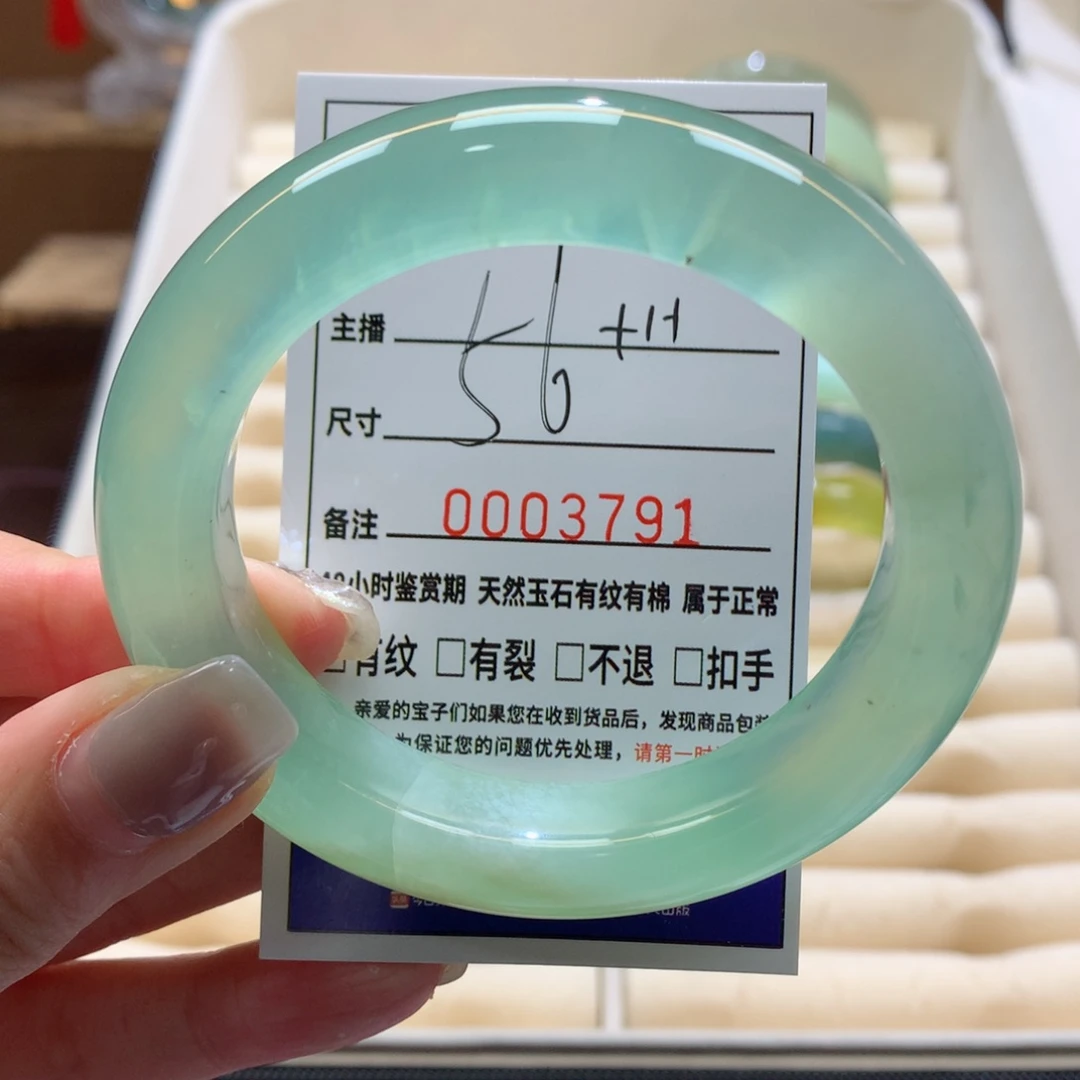 主播
56 +11
尺寸
备注 0003791
小时鉴赏期 天然玉石有纹有棉 属于正常
□有纹 □有裂 □不退 □扣手
亲爱的宝子们如果您在收到货品后，发现商品包装
为保证您的问题优先处理，请第一时